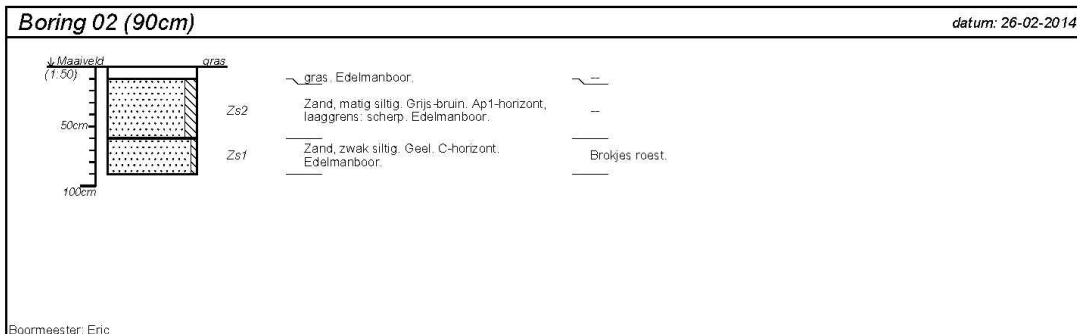 Boring 02 (90cm)
datum: 26-02-2014
↓ Maaiveld
gras
(1:50)
gras. Edelmanboor.
--
Zs2
Zand, matig siltig. Grijs-bruin. Ap1-horizont,
laaggrens: scherp. Edelmanboor.
--
50cm
Zs1
Zand, zwak siltig. Geel. C-horizont.
Edelmanboor.
Brokjes roest.
100cm
Boormeester: Eric